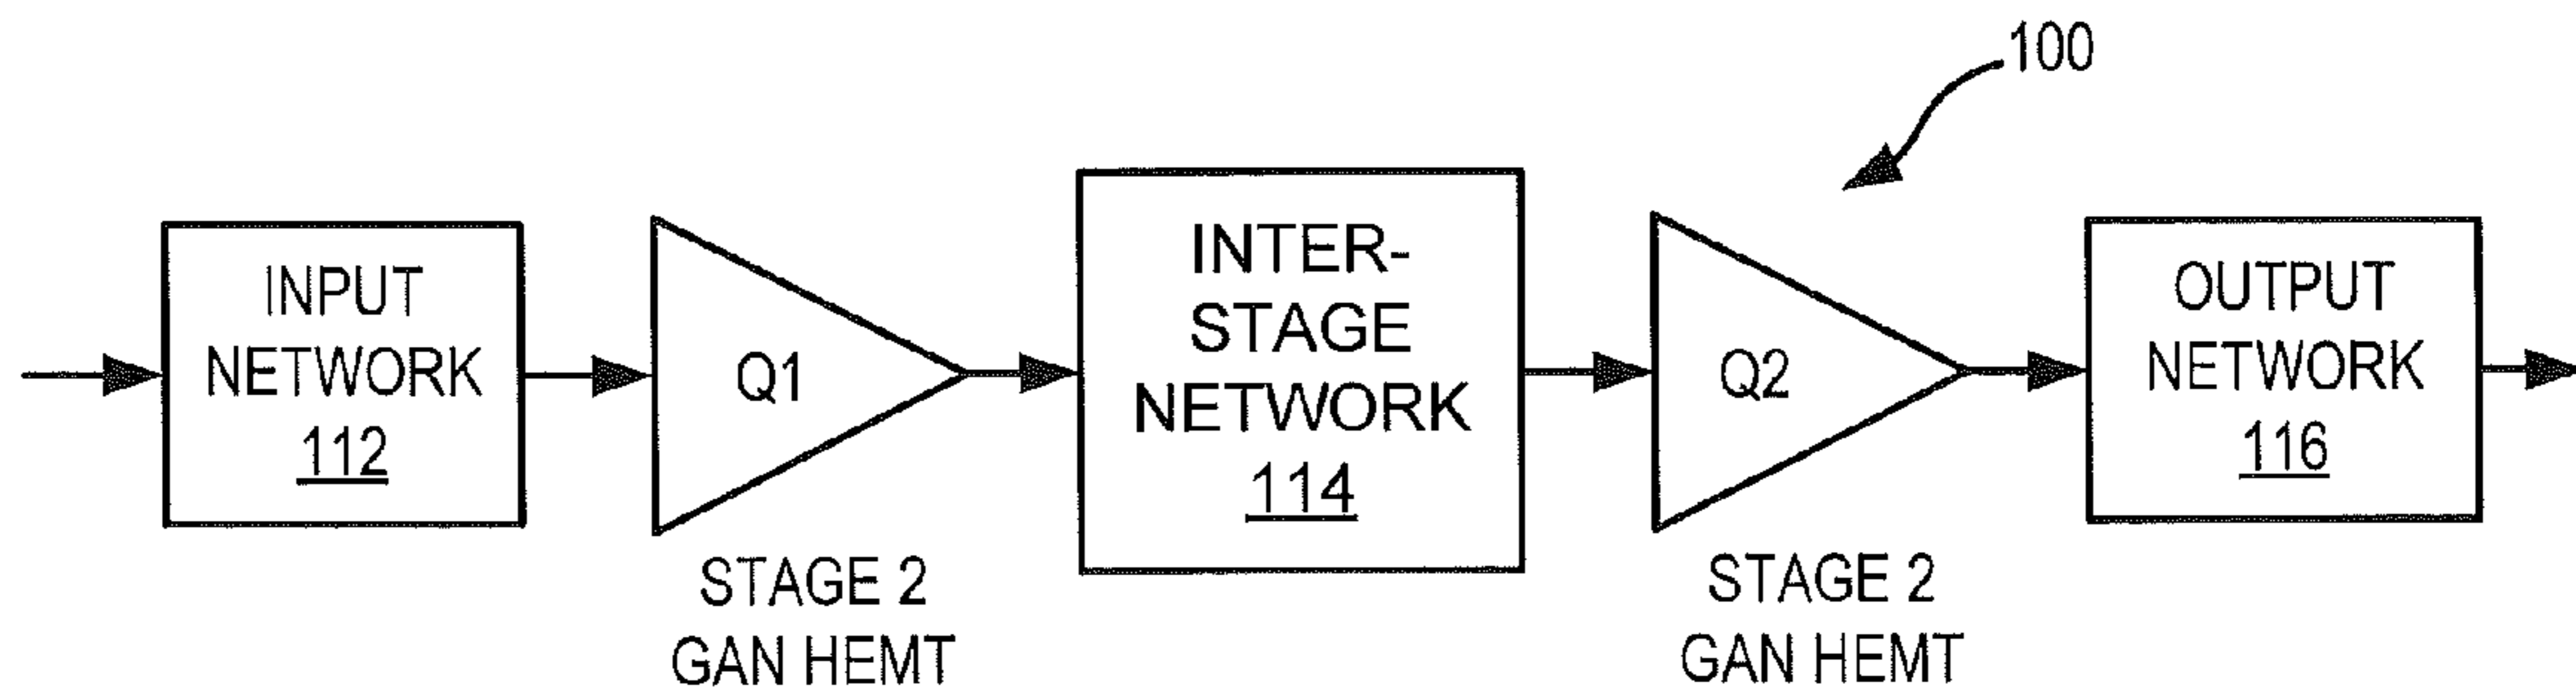 100
INPUT
NETWORK
112
Q1
STAGE 2
GAN HEMT
INTER-
STAGE
NETWORK
114
Q2
STAGE 2
GAN HEMT
OUTPUT
NETWORK
116